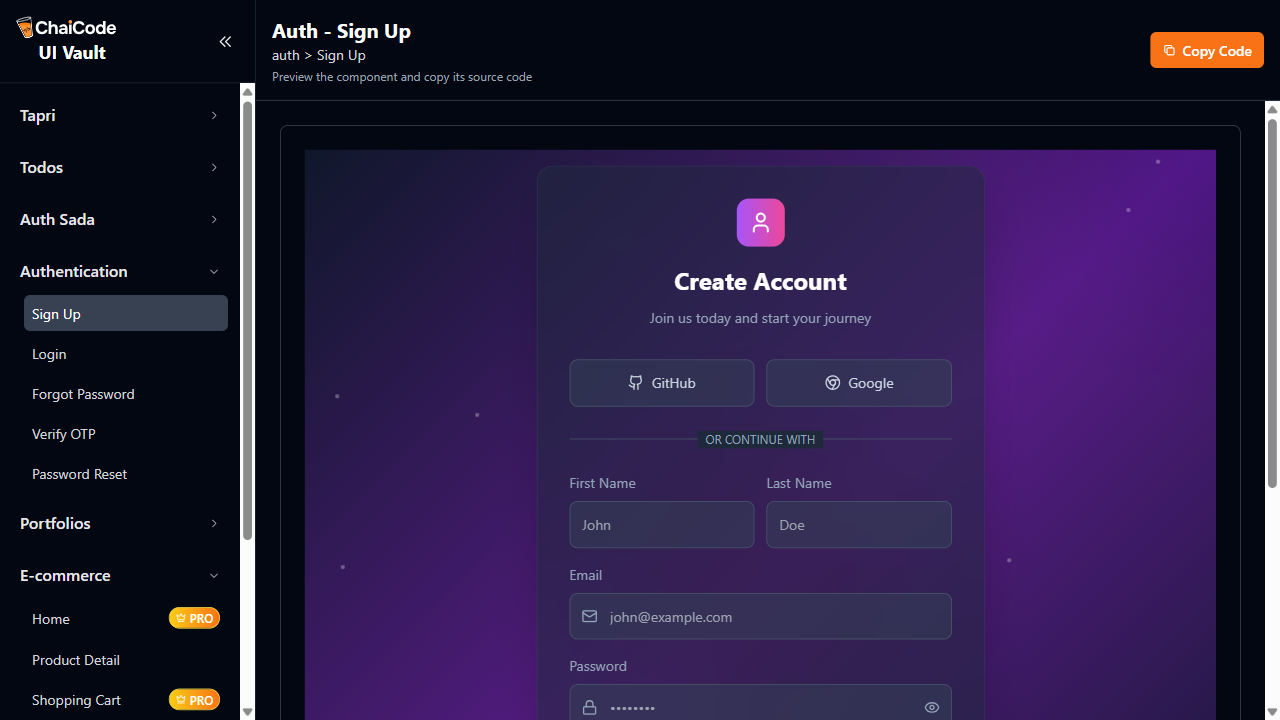 ChaiCode
UI Vault
Tapri
Todos
Auth Sada
Authentication
Sign Up
Login
Forgot Password
Verify OTP
Password Reset
Portfolios
E-commerce
Home PRO
Product Detail
Shopping Cart PRO
Auth - Sign Up
auth > Sign Up
Preview the component and copy its source code
Copy Code
Create Account
Join us today and start your journey
GitHub Google
OR CONTINUE WITH
First Name Last Name
John Doe
Email
john@example.com
Password
••••••••